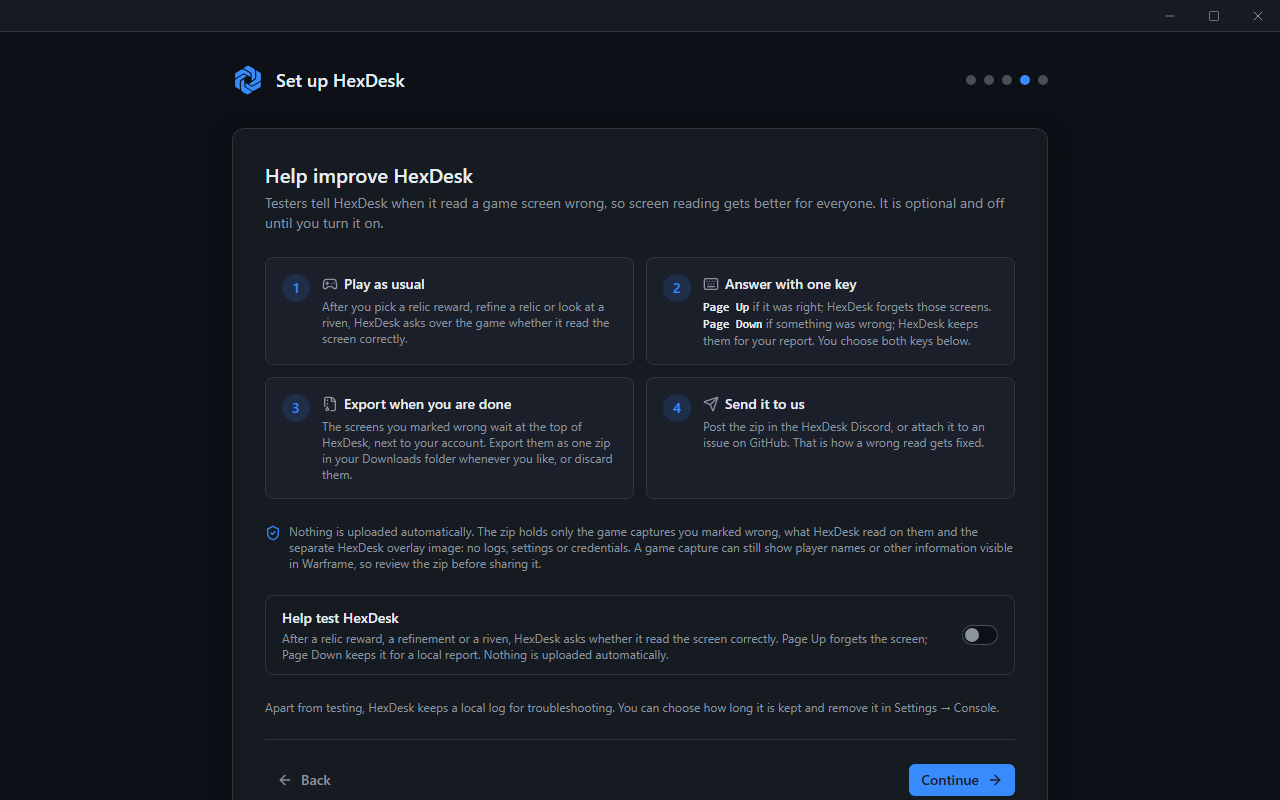 Set up HexDesk
Help improve HexDesk
Testers tell HexDesk when it read a game screen wrong, so screen reading gets better for everyone. It is optional and off
until you turn it on.
1
Play as usual
After you pick a relic reward, refine a relic or look at a
riven, HexDesk asks over the game whether it read the
screen correctly.
2
Answer with one key
Page Up if it was right; HexDesk forgets those screens.
Page Down if something was wrong; HexDesk keeps
them for your report. You choose both keys below.
3
Export when you are done
The screens you marked wrong wait at the top of
HexDesk, next to your account. Export them as one zip
in your Downloads folder whenever you like, or discard
them.
4
Send it to us
Post the zip in the HexDesk Discord, or attach it to an
issue on GitHub. That is how a wrong read gets fixed.
Nothing is uploaded automatically. The zip holds only the game captures you marked wrong, what HexDesk read on them and the
separate HexDesk overlay image: no logs, settings or credentials. A game capture can still show player names or other information visible
in Warframe, so review the zip before sharing it.
Help test HexDesk
After a relic reward, a refinement or a riven, HexDesk asks whether it read the screen correctly. Page Up forgets the screen;
Page Down keeps it for a local report. Nothing is uploaded automatically.
Apart from testing, HexDesk keeps a local log for troubleshooting. You can choose how long it is kept and remove it in Settings → Console.
← Back
Continue →